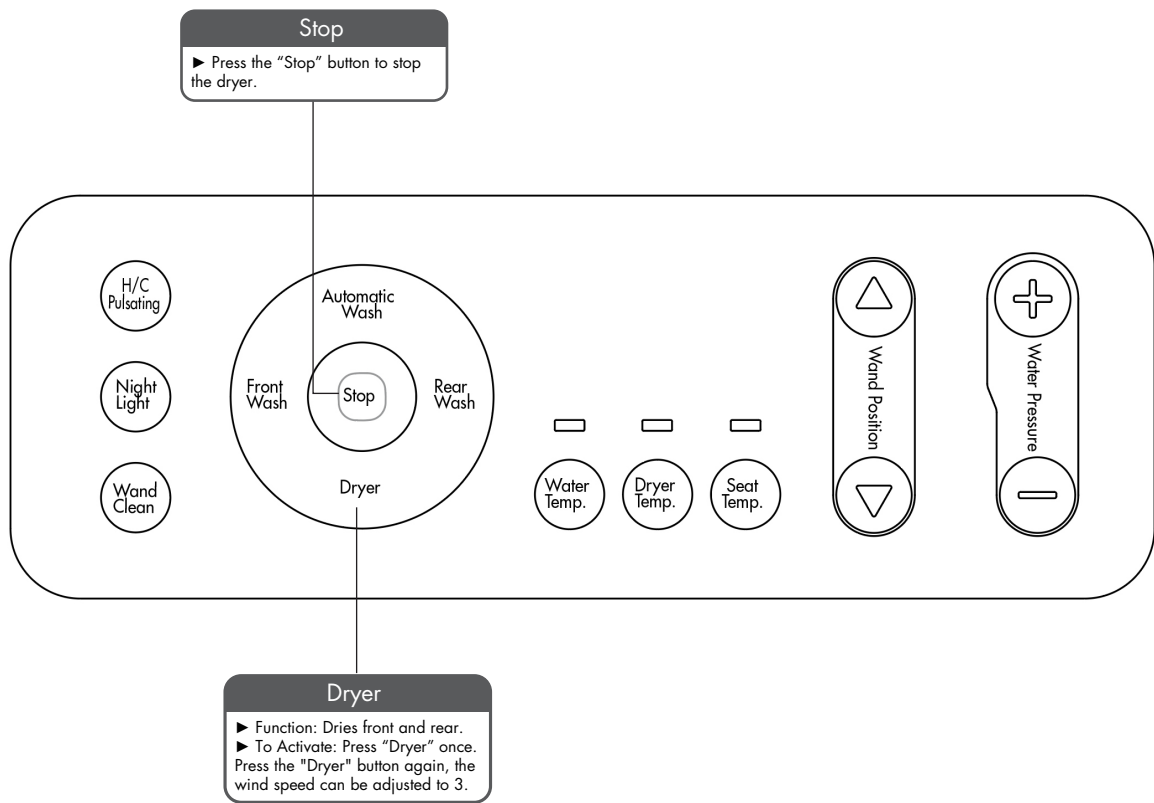 Stop
► Press the “Stop” button to stop
the dryer.
H/C
Pulsating
Night
Light
Wand
Clean
Automatic
Wash
Front
Wash
Stop
Rear
Wash
Dryer
Water
Temp.
Dryer
Temp.
Seat
Temp.
Wand Position
Water Pressure
Dryer
► Function: Dries front and rear.
► To Activate: Press “Dryer” once.
Press the "Dryer" button again, the
wind speed can be adjusted to 3.